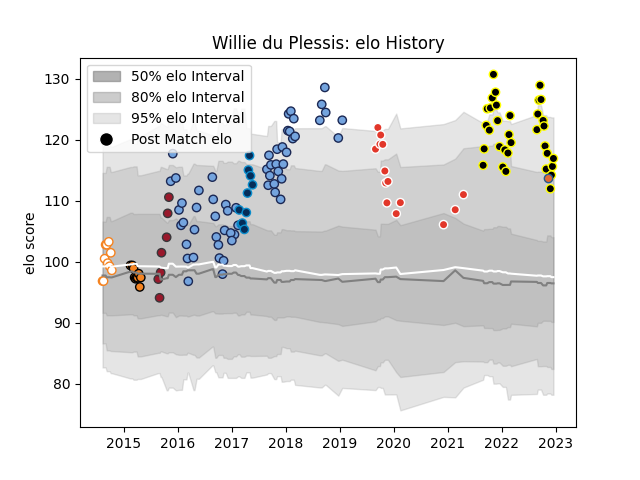 Willie du Plessis: elo History
50% elo Interval
80% elo Interval
95% elo Interval
Post Match elo
elo score
130
120
110
100
90
80
2015 2016 2017 2018 2019 2020 2021 2022 2023